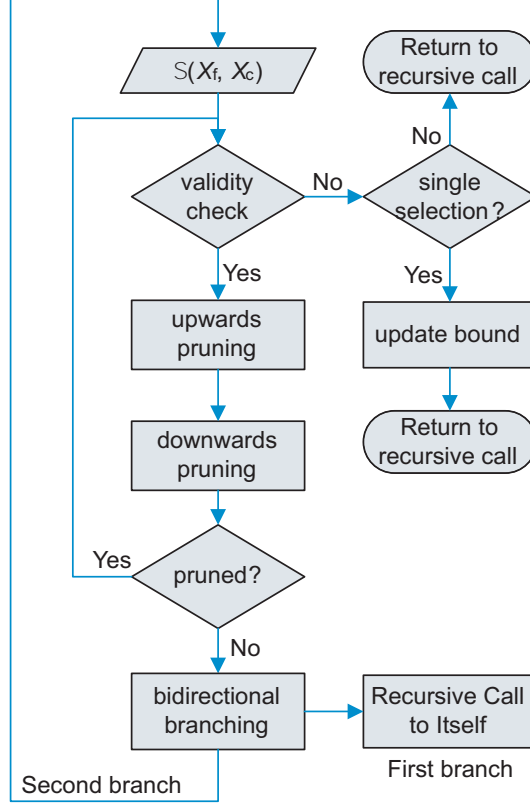 S(Xf, Xc)
Return to
recursive call
No
validity
check
No
single
selection?
Yes
Yes
upwards
pruning
update bound
downwards
pruning
Return to
recursive call
Yes
pruned?
No
bidirectional
branching
Recursive Call
to Itself
First branch
Second branch